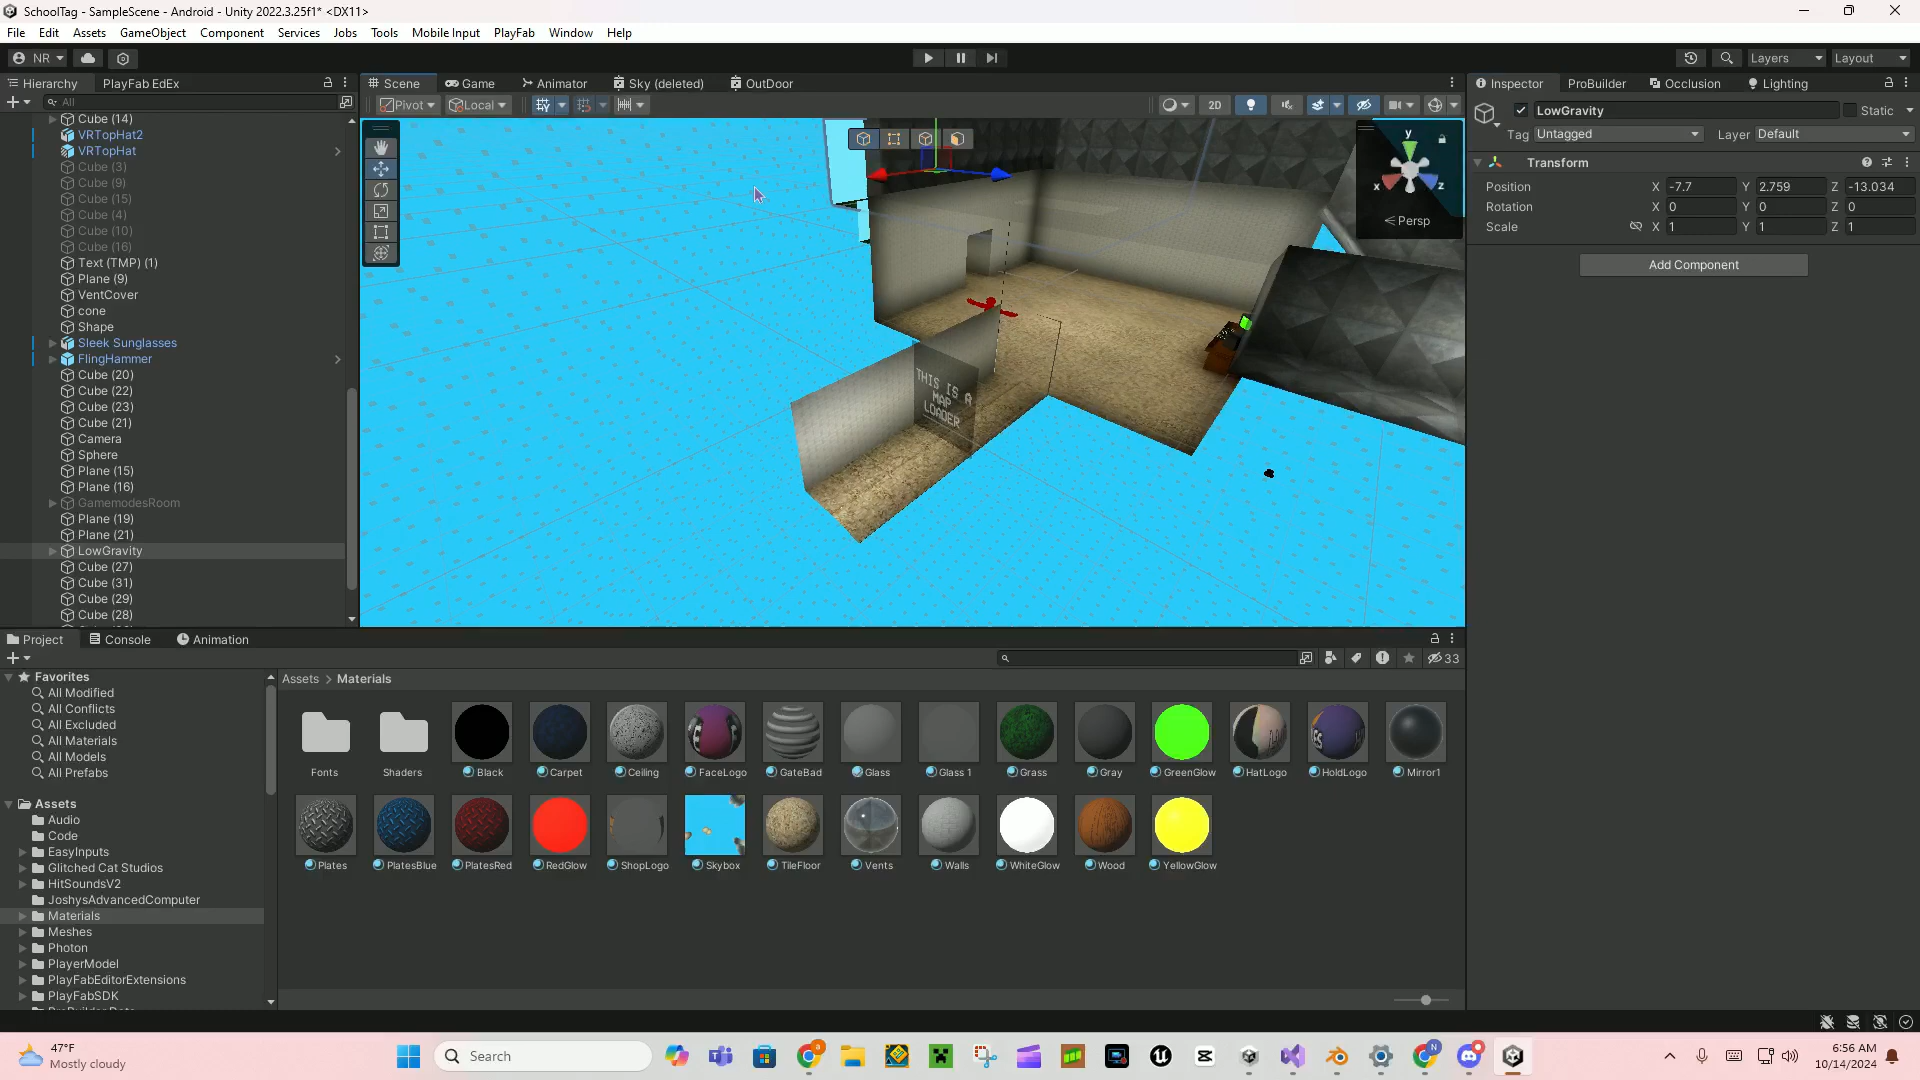 SchoolTag - SampleScene - Android - Unity 2022.3.25f1* <DX11>
File Edit Assets GameObject Component Services Jobs Tools Mobile Input PlayFab Window Help
NR Layers Layout
Hierarchy PlayFab EdEx Scene Game Animator Sky (deleted) OutDoor Inspector ProBuilder Occlusion Lighting
All Pivot Local 2D
LowGravity Static
Tag Untagged Layer Default
Transform
Position X -7.7 Y 2.759 Z -13.034
Rotation X 0 Y 0 Z 0
Scale X 1 Y 1 Z 1
Add Component
Cube (14)
VRTopHat2
VRTopHat
Cube (3)
Cube (9)
Cube (15)
Cube (4)
Cube (10)
Cube (16)
Text (TMP) (1)
Plane (9)
VentCover
cone
Shape
Sleek Sunglasses
FlingHammer
Cube (20)
Cube (22)
Cube (23)
Cube (21)
Camera
Sphere
Plane (15)
Plane (16)
GamemodesRoom
Plane (19)
Plane (21)
LowGravity
Cube (27)
Cube (31)
Cube (29)
Cube (28)
y
x z
Persp
THIS IS A
MAP
LOADER
Project Console Animation
33
Favorites
All Modified
All Conflicts
All Excluded
All Materials
All Models
All Prefabs
Assets
Audio
Code
EasyInputs
Glitched Cat Studios
HitSoundsV2
JoshysAdvancedComputer
Materials
Meshes
Photon
PlayerModel
PlayFabEditorExtensions
PlayFabSDK
Assets > Materials
Fonts Shaders Black Carpet Ceiling FaceLogo GateBad Glass Glass 1 Grass Gray GreenGlow HatLogo HoldLogo Mirror1
Plates PlatesBlue PlatesRed RedGlow ShopLogo Skybox TileFloor Vents Walls WhiteGlow Wood YellowGlow
47°F
Mostly cloudy
Search
6:56 AM
10/14/2024